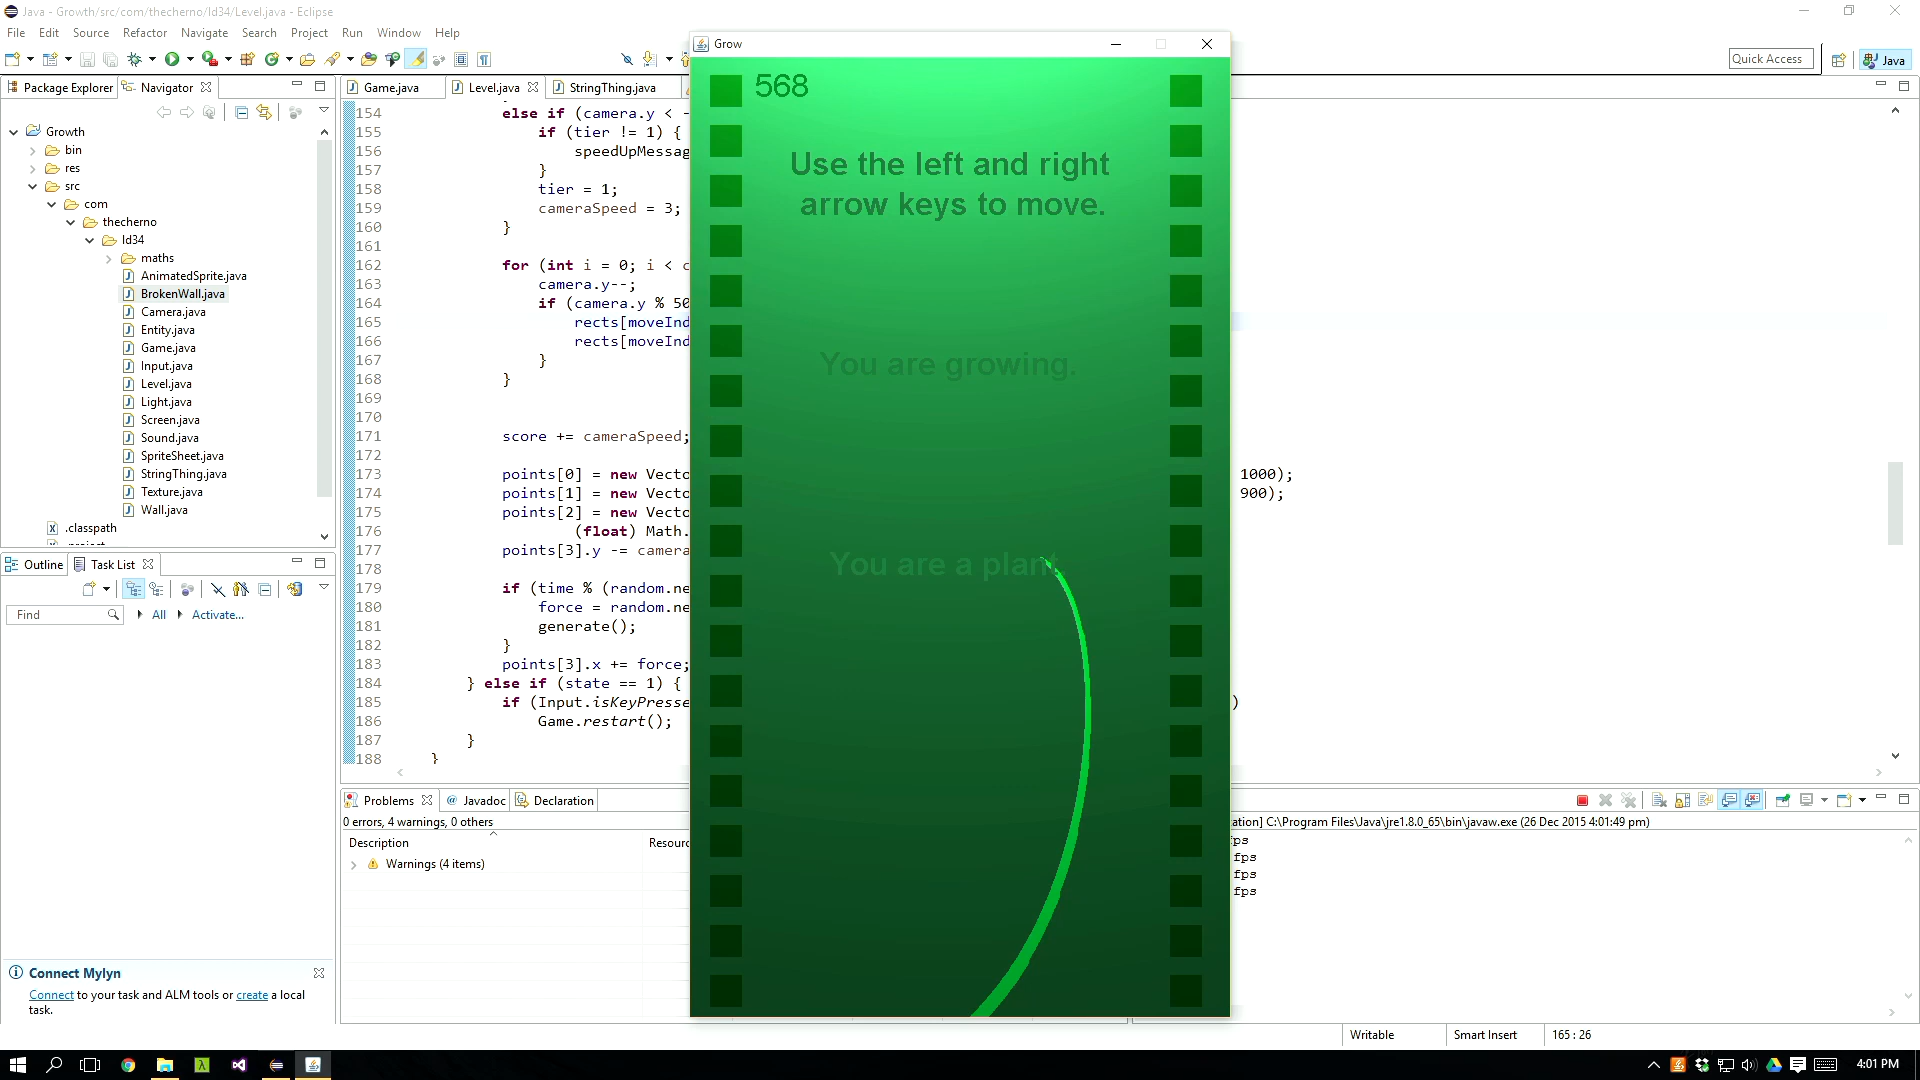 Java - Growth/src/com/thecherno/ld34/Level.java - Eclipse
File Edit Source Refactor Navigate Search Project Run Window Help
Quick Access
Java
Package Explorer
Navigator
Growth
bin
res
src
com
thecherno
ld34
maths
AnimatedSprite.java
BrokenWall.java
Camera.java
Entity.java
Game.java
Input.java
Level.java
Light.java
Screen.java
Sound.java
SpriteSheet.java
StringThing.java
Texture.java
Wall.java
.classpath
Outline
Task List
Find
All
Activate...
Connect Mylyn
Connect to your task and ALM tools or create a local
task.
Game.java
Level.java
StringThing.java
154 else if (camera.y < -
155 if (tier != 1) {
156 speedUpMessag
157 }
158 tier = 1;
159 cameraSpeed = 3;
160 }
161
162 for (int i = 0; i < c
163 camera.y--;
164 if (camera.y % 50
165 rects[moveInd
166 rects[moveInd
167 }
168 }
169
170
171 score += cameraSpeed;
172
173 points[0] = new Vecto 1000);
174 points[1] = new Vecto 900);
175 points[2] = new Vecto
176 (float) Math.
177 points[3].y -= camera
178
179 if (time % (random.ne
180 force = random.ne
181 generate();
182 }
183 points[3].x += force;
184 } else if (state == 1) {
185 if (Input.isKeyPresse )
186 Game.restart();
187 }
188 }
Grow
568
Use the left and right
arrow keys to move.
You are growing.
You are a plant.
Problems
Javadoc
Declaration
0 errors, 4 warnings, 0 others
Description
Resourc
Warnings (4 items)
ation] C:\Program Files\Java\jre1.8.0_65\bin\javaw.exe (26 Dec 2015 4:01:49 pm)
fps
fps
fps
fps
Writable
Smart Insert
165 : 26
4:01 PM